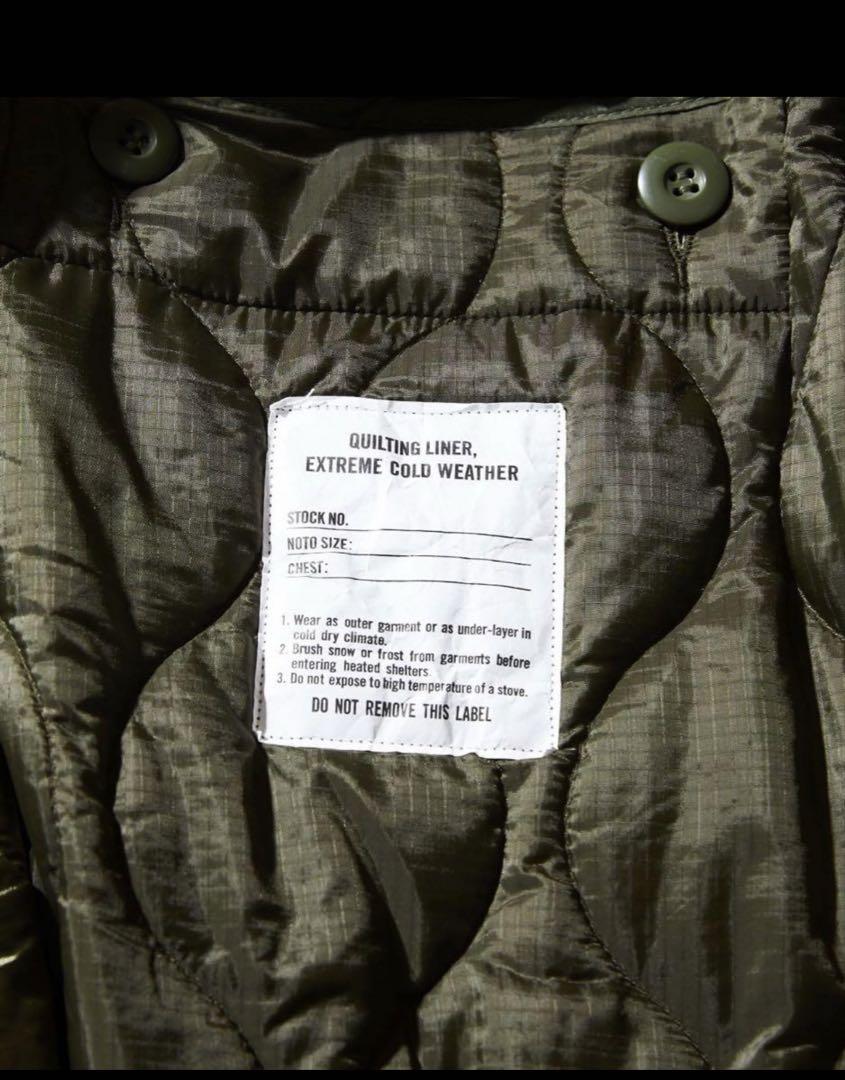 QUILTING LINER,
EXTREME COLD WEATHER
STOCK NO.
NOTO SIZE:
CHEST:
1. Wear as outer garment or as under-layer in
cold dry climate.
2. Brush snow or frost from garments before
entering heated shelters.
3. Do not expose to high temperature of a stove.
DO NOT REMOVE THIS LABEL